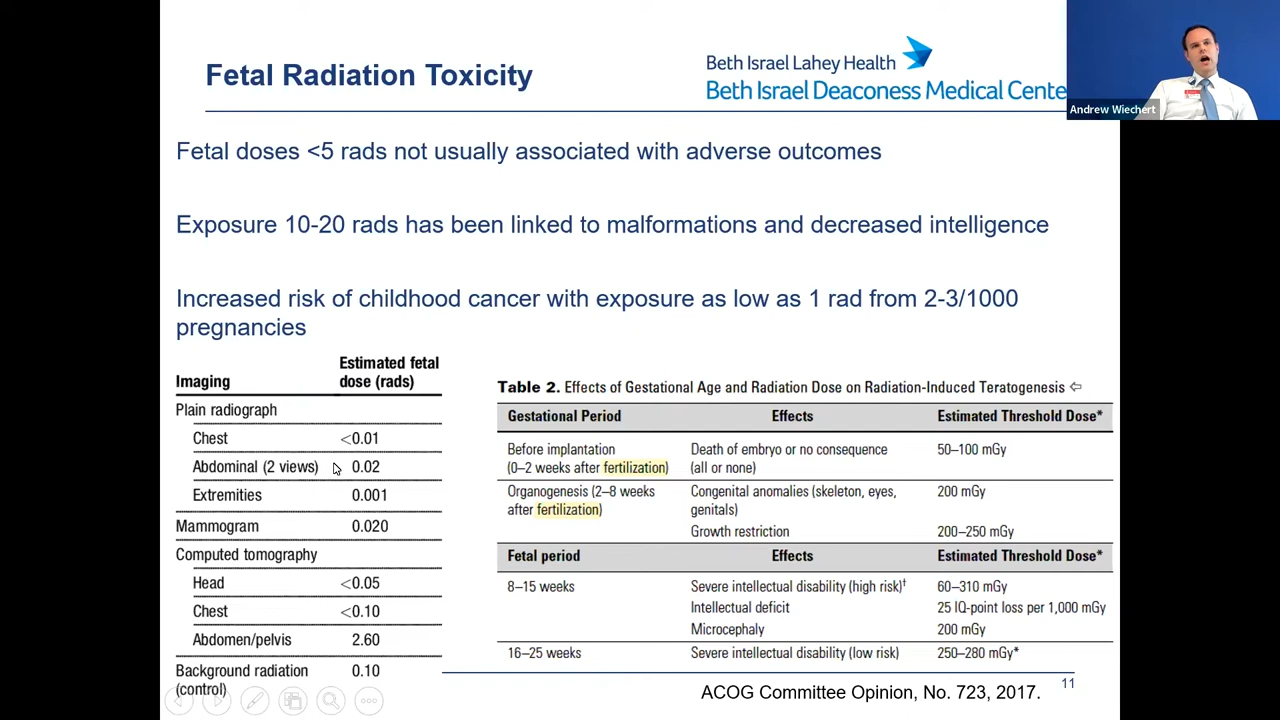 Fetal Radiation Toxicity
Beth Israel Lahey Health
Beth Israel Deaconess Medical Cente
Andrew Wiechert
Fetal doses <5 rads not usually associated with adverse outcomes
Exposure 10-20 rads has been linked to malformations and decreased intelligence
Increased risk of childhood cancer with exposure as low as 1 rad from 2-3/1000
pregnancies
Imaging Estimated fetal
dose (rads)
Plain radiograph
Chest <0.01
Abdominal (2 views) 0.02
Extremities 0.001
Mammogram 0.020
Computed tomography
Head <0.05
Chest <0.10
Abdomen/pelvis 2.60
Background radiation 0.10
(control)
Table 2. Effects of Gestational Age and Radiation Dose on Radiation-Induced Teratogenesis ⇦
Gestational Period Effects Estimated Threshold Dose*
Before implantation Death of embryo or no consequence 50–100 mGy
(0–2 weeks after fertilization) (all or none)
Organogenesis (2–8 weeks Congenital anomalies (skeleton, eyes, 200 mGy
after fertilization) genitals)
Growth restriction 200–250 mGy
Fetal period Effects Estimated Threshold Dose*
8–15 weeks Severe intellectual disability (high risk)† 60–310 mGy
Intellectual deficit 25 IQ-point loss per 1,000 mGy
Microcephaly 200 mGy
16–25 weeks Severe intellectual disability (low risk) 250–280 mGy*
ACOG Committee Opinion, No. 723, 2017.
11